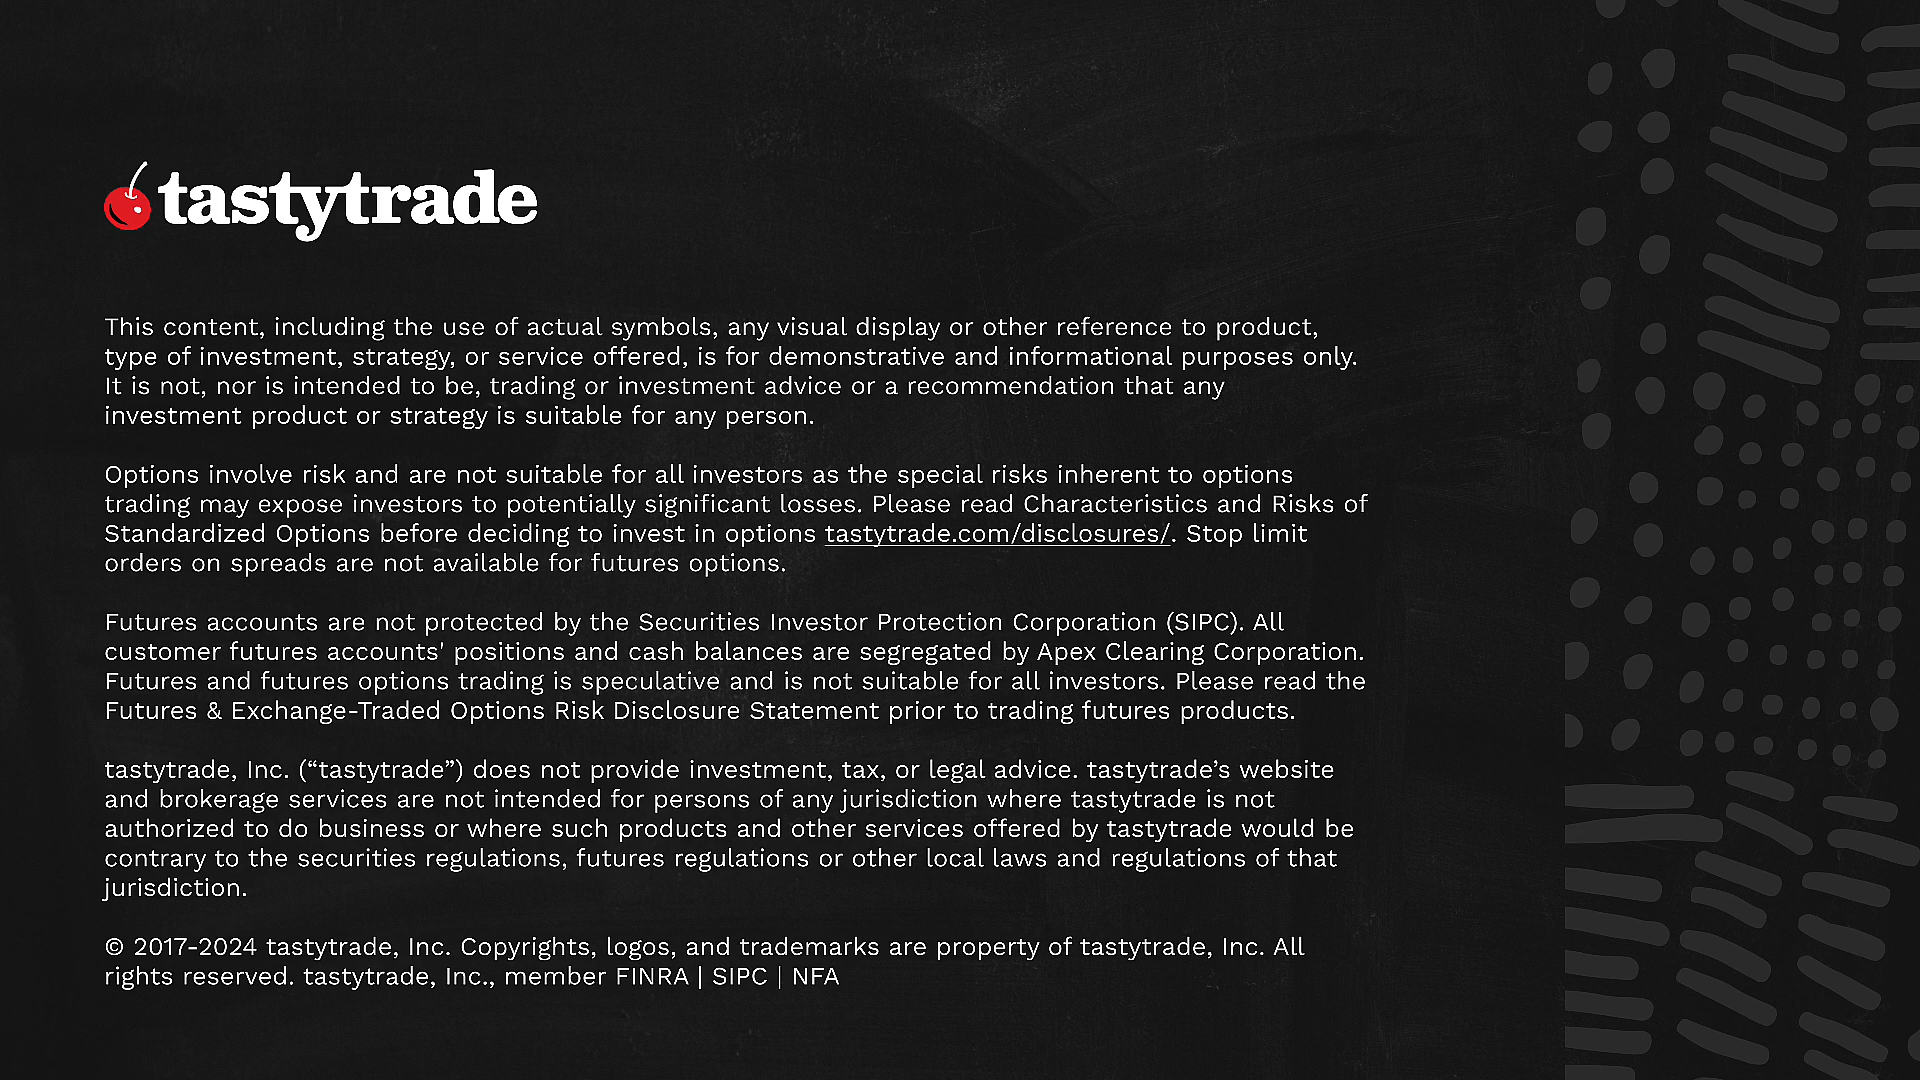 tastytrade
This content, including the use of actual symbols, any visual display or other reference to product,
type of investment, strategy, or service offered, is for demonstrative and informational purposes only.
It is not, nor is intended to be, trading or investment advice or a recommendation that any
investment product or strategy is suitable for any person.
Options involve risk and are not suitable for all investors as the special risks inherent to options
trading may expose investors to potentially significant losses. Please read Characteristics and Risks of
Standardized Options before deciding to invest in options tastytrade.com/disclosures/. Stop limit
orders on spreads are not available for futures options.
Futures accounts are not protected by the Securities Investor Protection Corporation (SIPC). All
customer futures accounts' positions and cash balances are segregated by Apex Clearing Corporation.
Futures and futures options trading is speculative and is not suitable for all investors. Please read the
Futures & Exchange-Traded Options Risk Disclosure Statement prior to trading futures products.
tastytrade, Inc. (“tastytrade”) does not provide investment, tax, or legal advice. tastytrade’s website
and brokerage services are not intended for persons of any jurisdiction where tastytrade is not
authorized to do business or where such products and other services offered by tastytrade would be
contrary to the securities regulations, futures regulations or other local laws and regulations of that
jurisdiction.
© 2017-2024 tastytrade, Inc. Copyrights, logos, and trademarks are property of tastytrade, Inc. All
rights reserved. tastytrade, Inc., member FINRA | SIPC | NFA